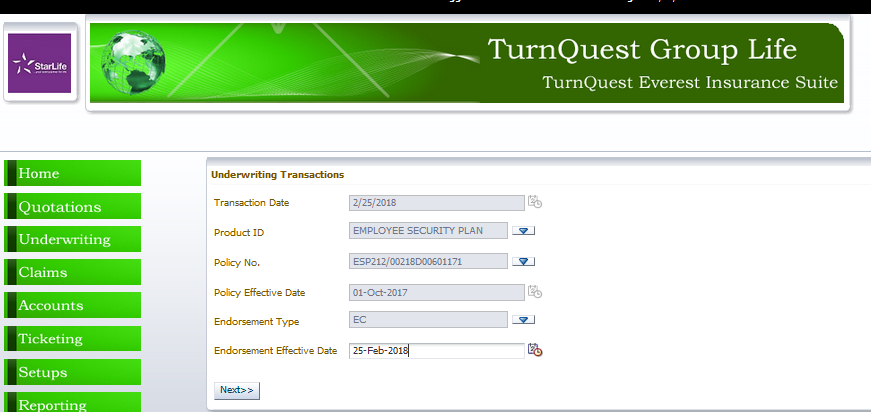 StarLife
TurnQuest Group Life
TurnQuest Everest Insurance Suite
Home
Quotations
Underwriting
Claims
Accounts
Ticketing
Setups
Reporting
Underwriting Transactions
Transaction Date 2/25/2018
Product ID EMPLOYEE SECURITY PLAN
Policy No. ESP212/00218D00601171
Policy Effective Date 01-Oct-2017
Endorsement Type EC
Endorsement Effective Date 25-Feb-2018
Next>>